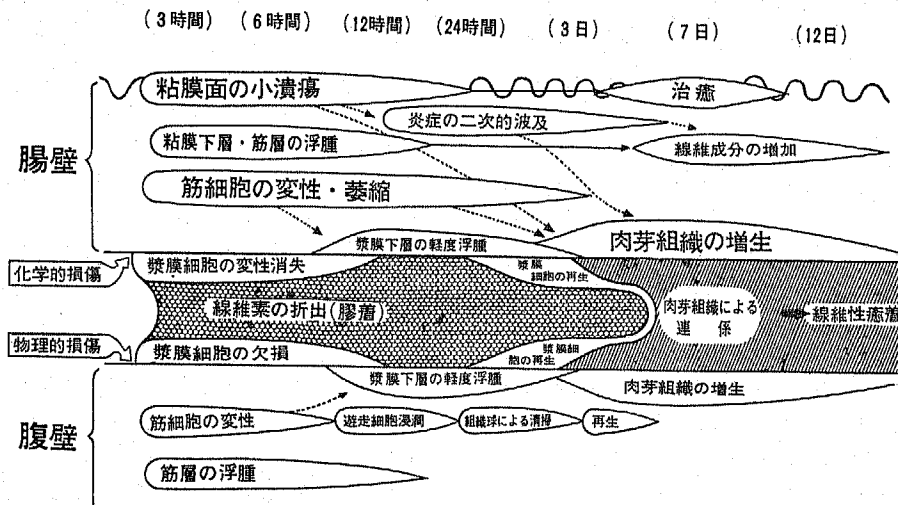 (3時間) (6時間) (12時間) (24時間) (3日) (7日) (12日)
粘膜面の小潰瘍
治癒
炎症の二次的波及
粘膜下層・筋層の浮腫
線維成分の増加
腸壁
筋細胞の変性・萎縮
漿膜下層の軽度浮腫
肉芽組織の増生
化学的損傷
漿膜細胞の変性消失
漿膜
細胞の再生
線維素の折出(膠着)
肉芽組織による
連係
線維性癒着
物理的損傷
漿膜細胞の欠損
漿膜細
胞の再生
漿膜下層の軽度浮腫
肉芽組織の増生
腹壁
筋細胞の変性
遊走細胞浸潤
組織球による清掃
再生
筋層の浮腫